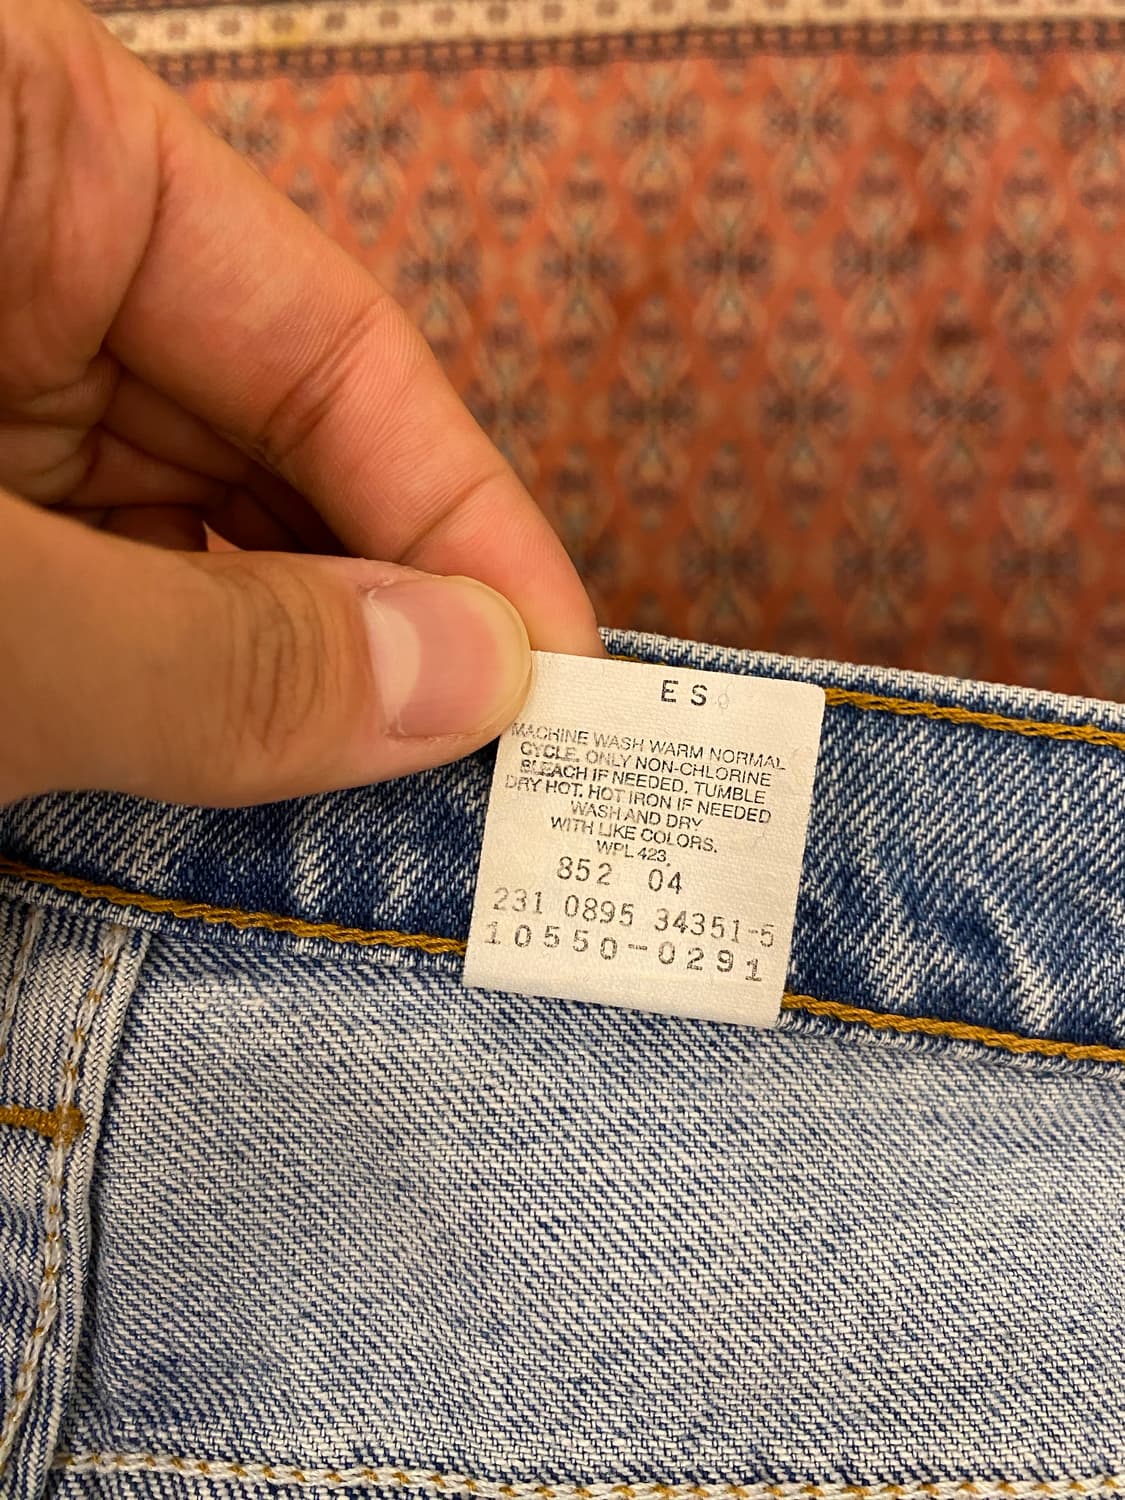 ES
MACHINE WASH WARM NORMAL
CYCLE. ONLY NON-CHLORINE
BLEACH IF NEEDED. TUMBLE
DRY HOT. HOT IRON IF NEEDED
WASH AND DRY
WITH LIKE COLORS.
WPL 423
852 04
231 0895 34351-5
10550-0291